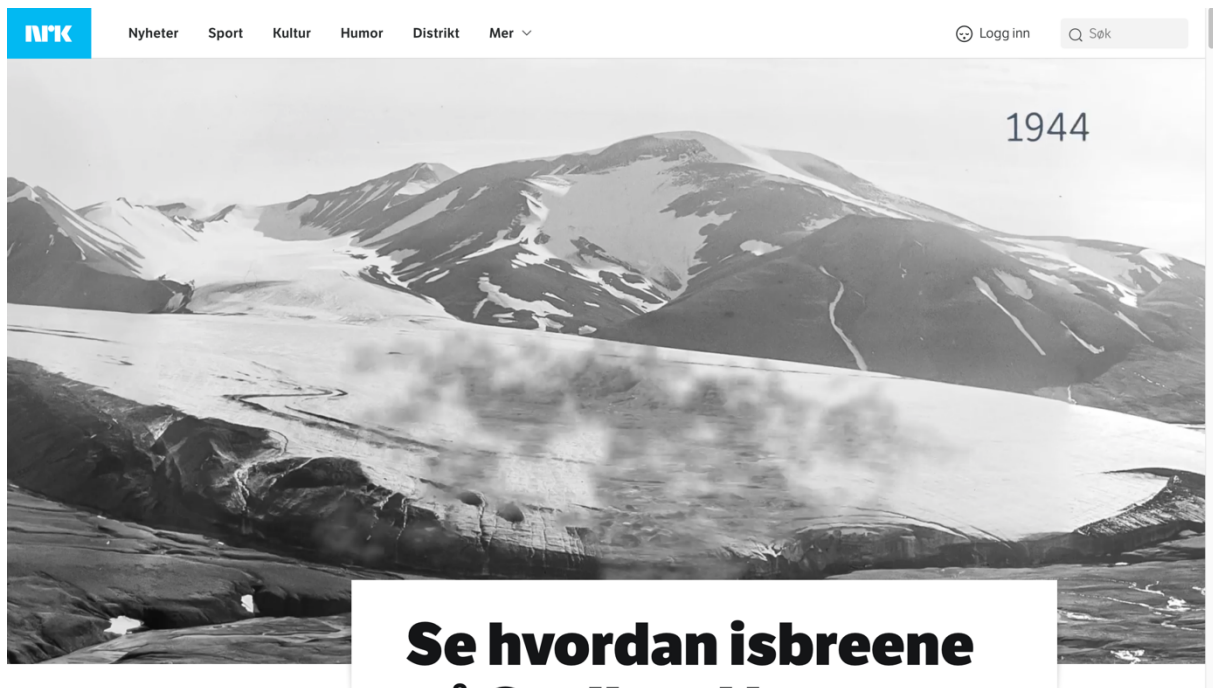 nrk
Nyheter Sport Kultur Humor Distrikt Mer
Logg inn
Søk
1944
Se hvordan isbreene